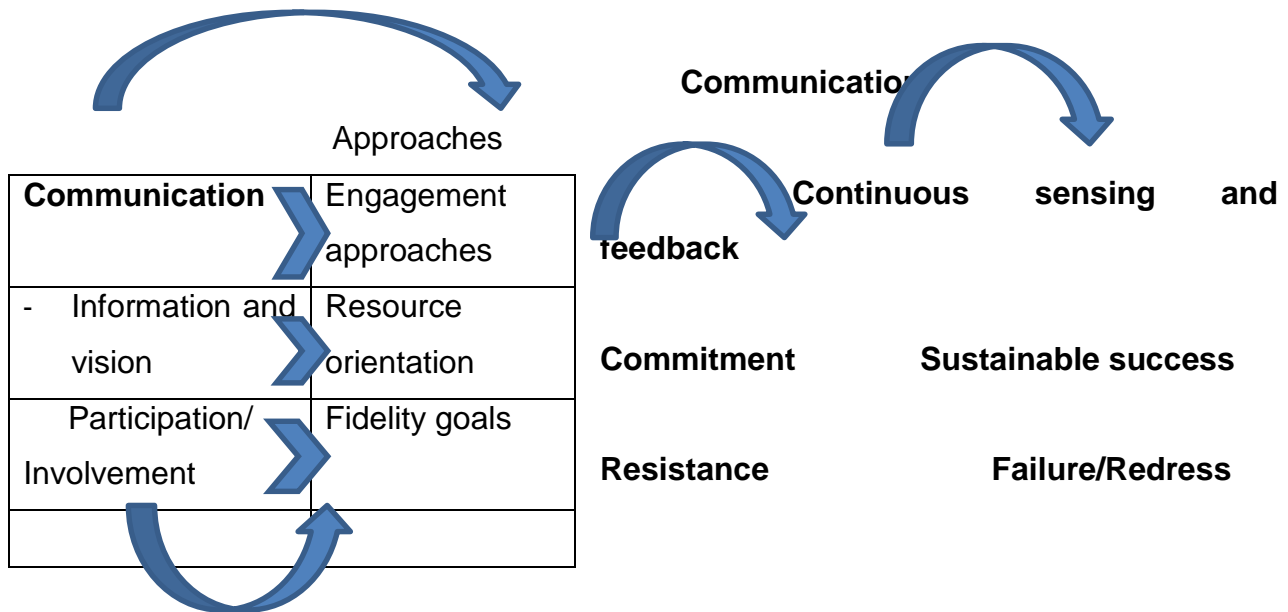 Communication
Approaches
Communication
Engagement
approaches
- Information and
vision
Resource
orientation
Participation/
Involvement
Fidelity goals
Continuous sensing and
feedback
Commitment Sustainable success
Resistance Failure/Redress